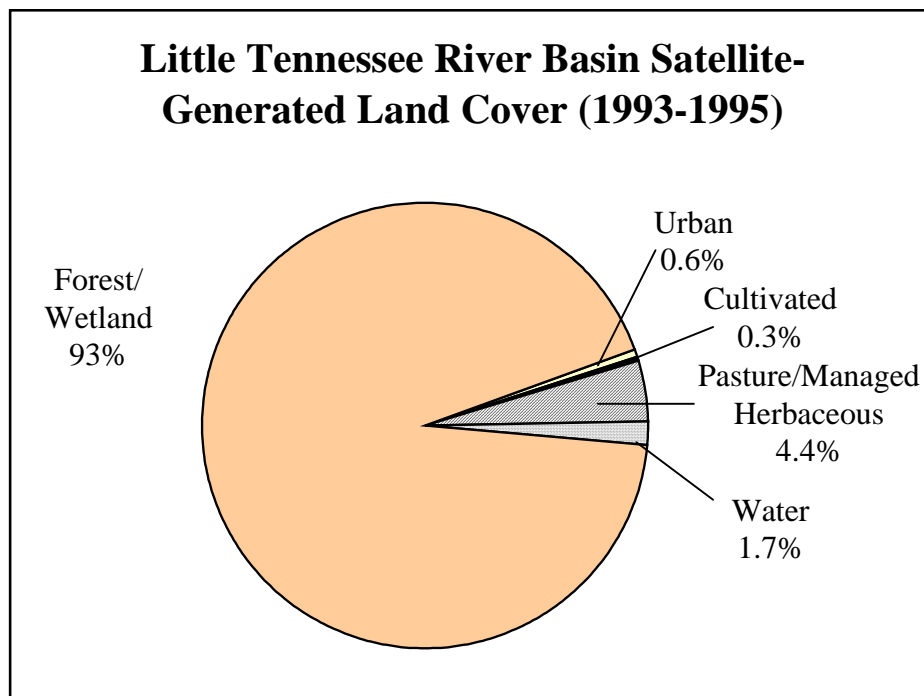 Little Tennessee River Basin Satellite-
Generated Land Cover (1993-1995)
Forest/
Wetland
93%
Urban
0.6%
Cultivated
0.3%
Pasture/Managed
Herbaceous
4.4%
Water
1.7%